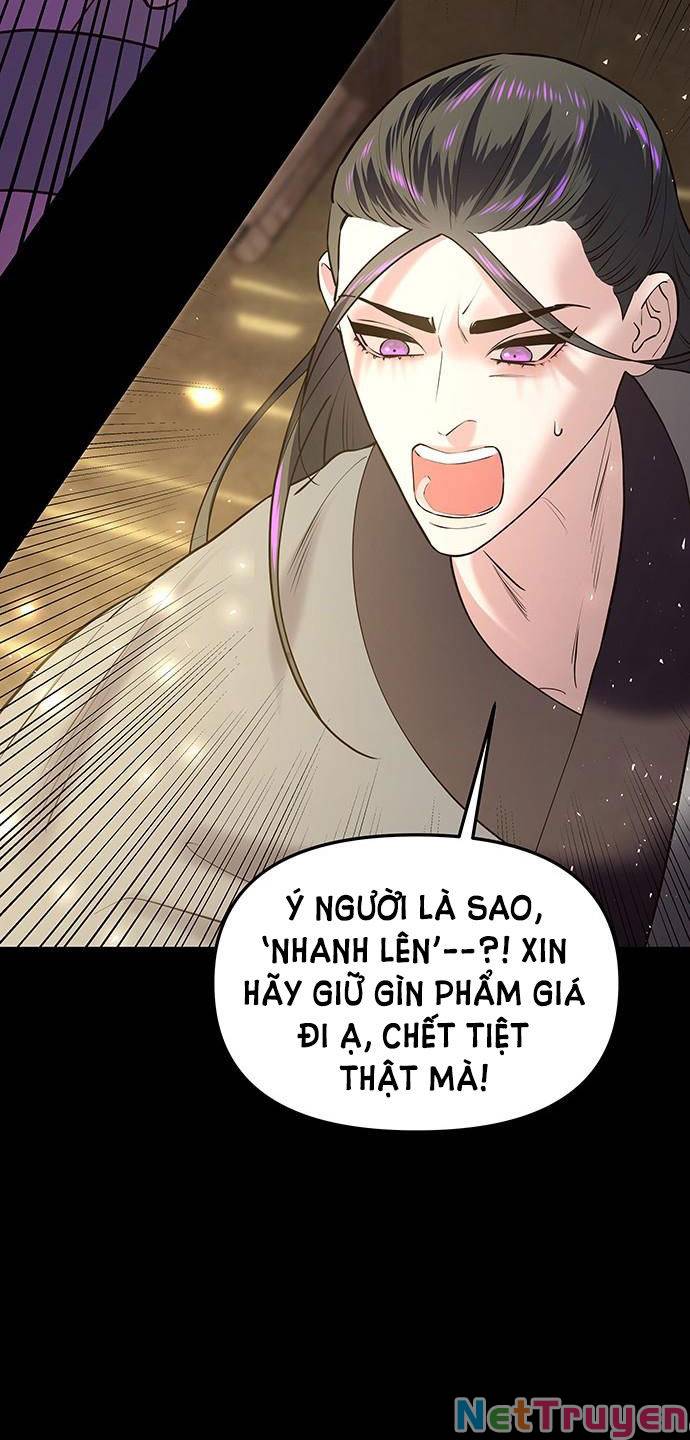 Ý NGƯỜI LÀ SAO,
‘NHANH LÊN’--?! XIN
HÃY GIỮ GÌN PHẨM GIÁ
ĐI Ạ, CHẾT TIỆT
THẬT MÀ!
NetTruyen